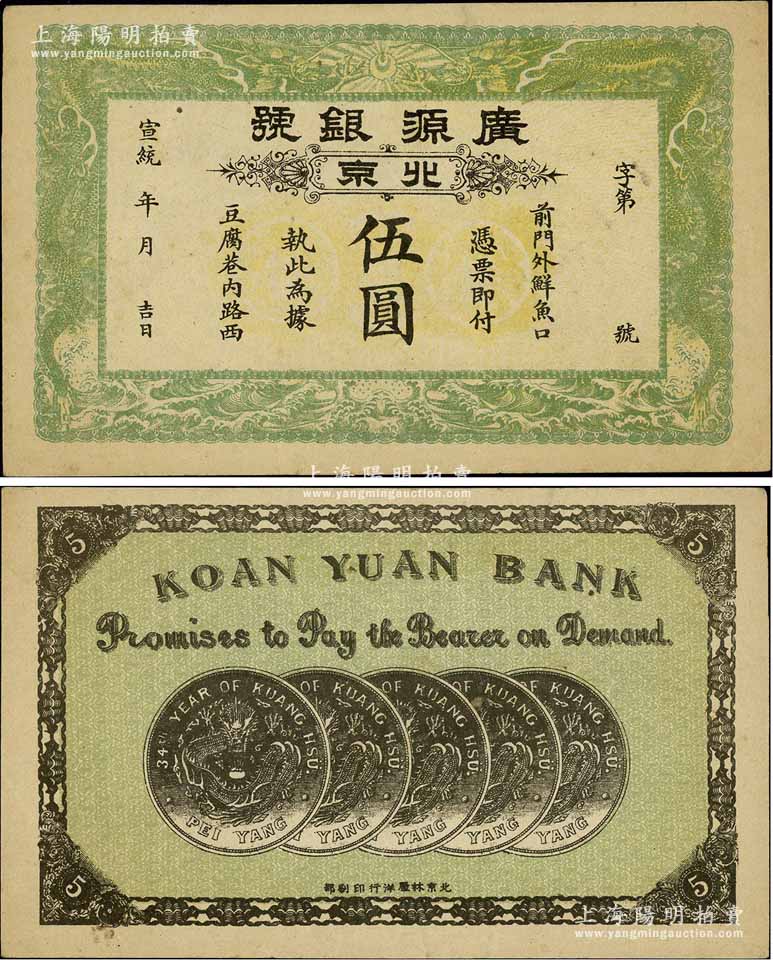 上海陽明拍賣
www.yangmingauction.com
廣源銀號
北京
字第 號
前門外鮮魚口
憑票即付
伍圓
執此為據
豆腐巷內路西
宣統 年 月 吉日
上海陽明拍賣
www.yangmingauction.com
5 5
KOAN YUAN BANK
Promises to Pay the Bearer on Demand.
34TH YEAR OF KUANG HSU.
PEI YANG
OF KUANG HSU.
YANG
OF KUANG HSU.
YANG
OF KUANG HSU.
YANG
OF KUANG HSU.
YANG
北京林屋洋行印刷部
5 5
上海陽明拍賣
www.yangmingauction.com